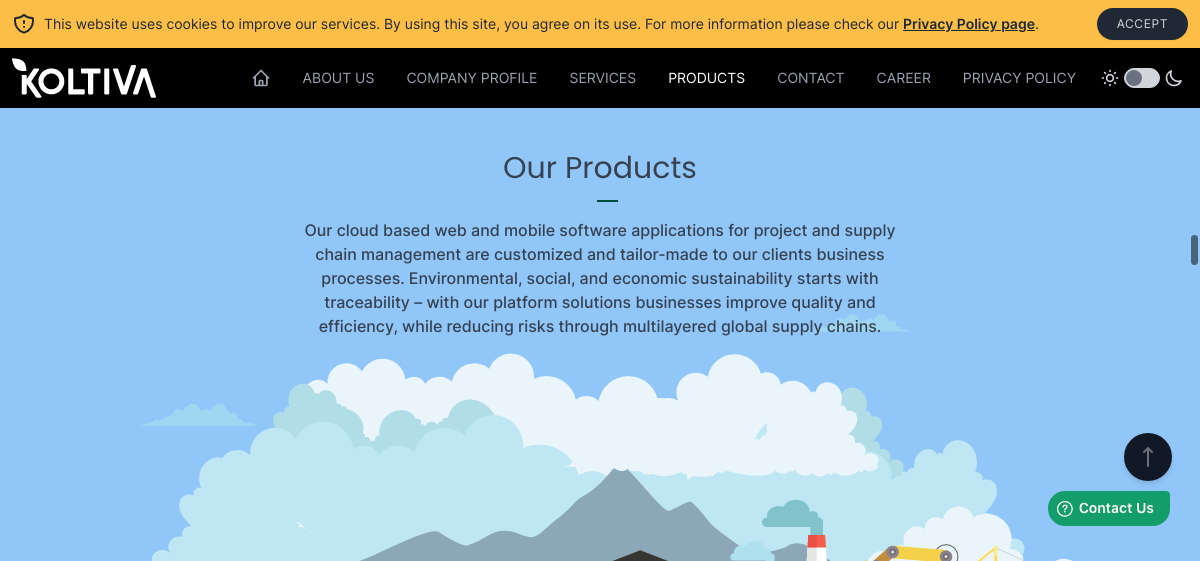 This website uses cookies to improve our services. By using this site, you agree on its use. For more information please check our Privacy Policy page.
ACCEPT
KOLTIVA
ABOUT US
COMPANY PROFILE
SERVICES
PRODUCTS
CONTACT
CAREER
PRIVACY POLICY
Our Products
Our cloud based web and mobile software applications for project and supply
chain management are customized and tailor-made to our clients business
processes. Environmental, social, and economic sustainability starts with
traceability – with our platform solutions businesses improve quality and
efficiency, while reducing risks through multilayered global supply chains.
Contact Us